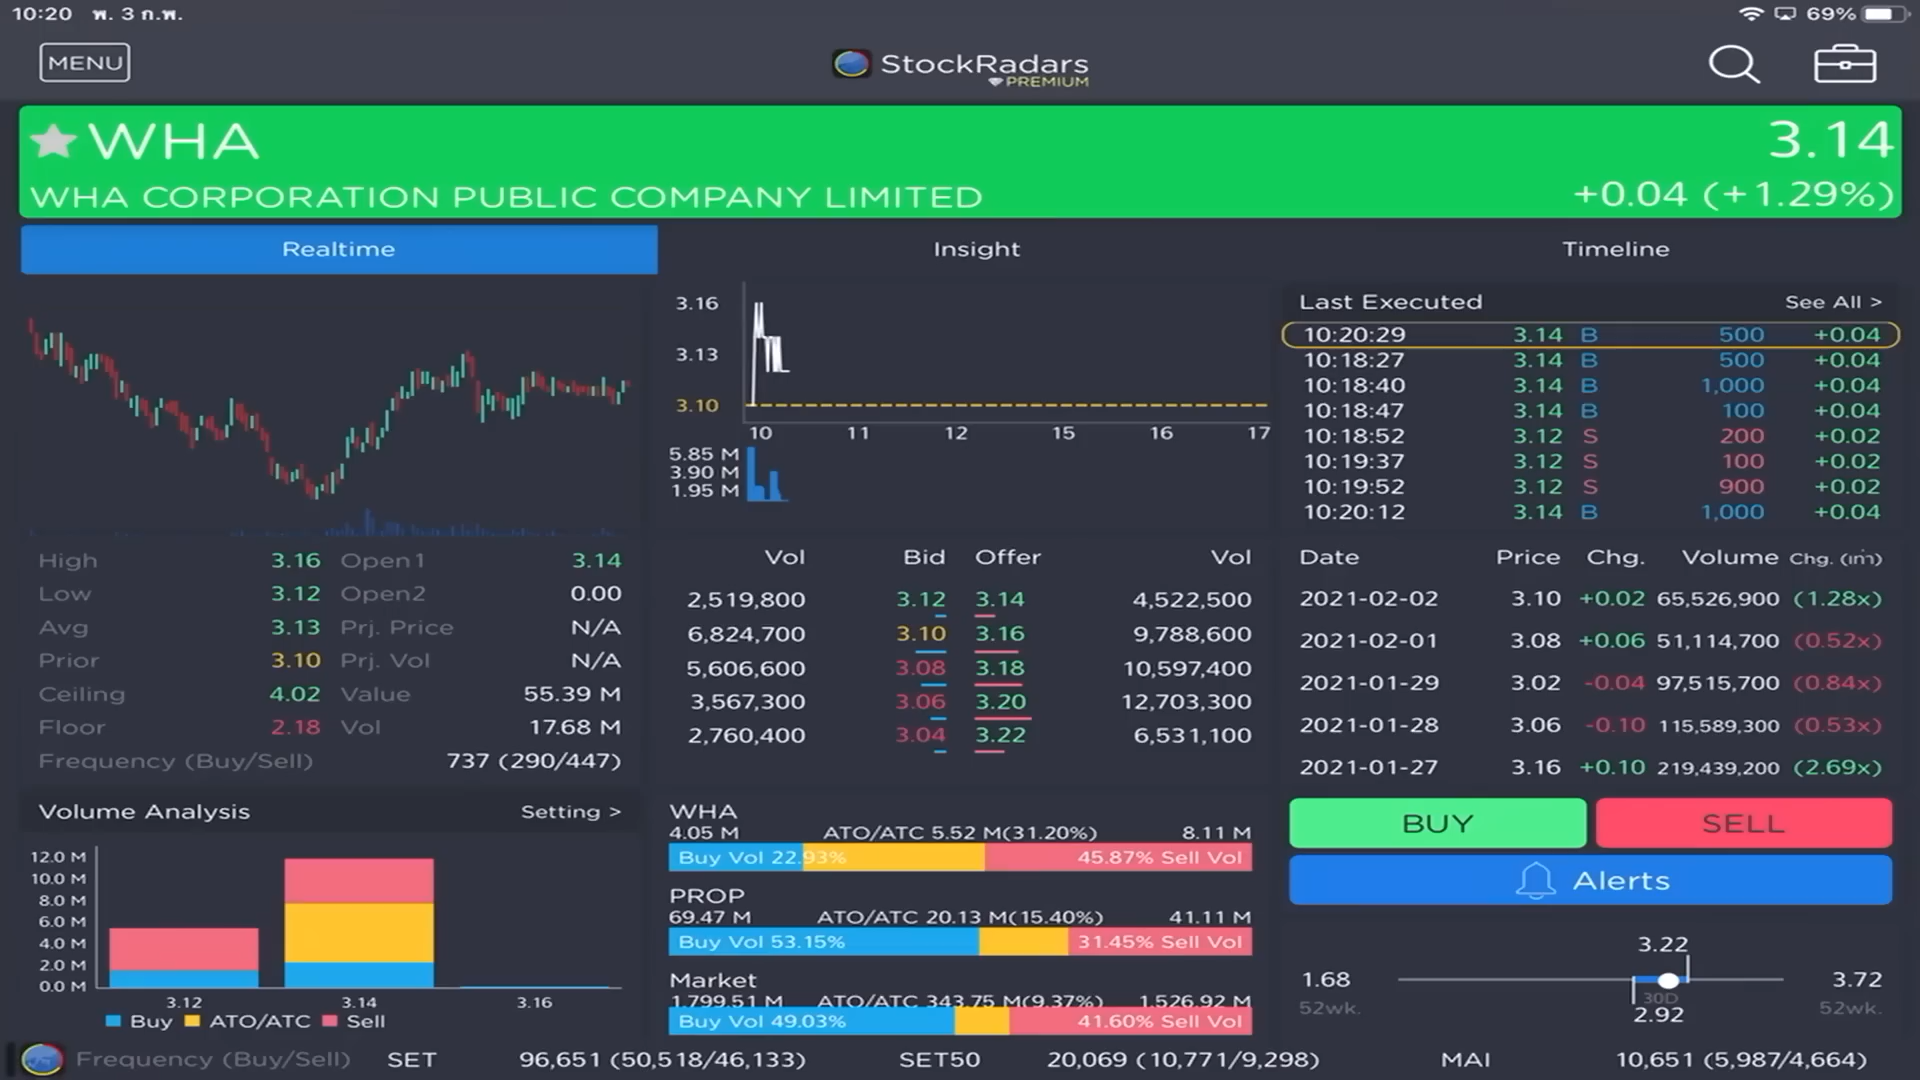 10:20 พ. 3 ก.พ. 69%
MENU
StockRadars
PREMIUM
WHA 3.14
WHA CORPORATION PUBLIC COMPANY LIMITED +0.04 (+1.29%)
Realtime Insight Timeline
3.16
3.13
3.10
10 11 12 15 16 17
5.85 M
3.90 M
1.95 M
Last Executed See All >
10:20:29 3.14 B 500 +0.04
10:18:27 3.14 B 500 +0.04
10:18:40 3.14 B 1,000 +0.04
10:18:47 3.14 B 100 +0.04
10:18:52 3.12 S 200 +0.02
10:19:37 3.12 S 100 +0.02
10:19:52 3.12 S 900 +0.02
10:20:12 3.14 B 1,000 +0.04
High 3.16 Open1 3.14
Low 3.12 Open2 0.00
Avg 3.13 Prj. Price N/A
Prior 3.10 Prj. Vol N/A
Ceiling 4.02 Value 55.39 M
Floor 2.18 Vol 17.68 M
Frequency (Buy/Sell) 737 (290/447)
Vol Bid Offer Vol
2,519,800 3.12 3.14 4,522,500
6,824,700 3.10 3.16 9,788,600
5,606,600 3.08 3.18 10,597,400
3,567,300 3.06 3.20 12,703,300
2,760,400 3.04 3.22 6,531,100
Date Price Chg. Volume Chg. (เท่า)
2021-02-02 3.10 +0.02 65,526,900 (1.28x)
2021-02-01 3.08 +0.06 51,114,700 (0.52x)
2021-01-29 3.02 -0.04 97,515,700 (0.84x)
2021-01-28 3.06 -0.10 115,589,300 (0.53x)
2021-01-27 3.16 +0.10 219,439,200 (2.69x)
Volume Analysis Setting >
12.0 M
10.0 M
8.0 M
6.0 M
4.0 M
2.0 M
0.0 M
3.12 3.14 3.16
Buy ATO/ATC Sell
WHA
4.05 M ATO/ATC 5.52 M(31.20%) 8.11 M
Buy Vol 22.93% 45.87% Sell Vol
PROP
69.47 M ATO/ATC 20.13 M(15.40%) 41.11 M
Buy Vol 53.15% 31.45% Sell Vol
Market
1,799.51 M ATO/ATC 343.75 M(9.37%) 1,526.92 M
Buy Vol 49.03% 41.60% Sell Vol
BUY SELL
Alerts
3.22
1.68 3.72
52wk. 30D 52wk.
2.92
Frequency (Buy/Sell) SET 96,651 (50,518/46,133) SET50 20,069 (10,771/9,298) MAI 10,651 (5,987/4,664)